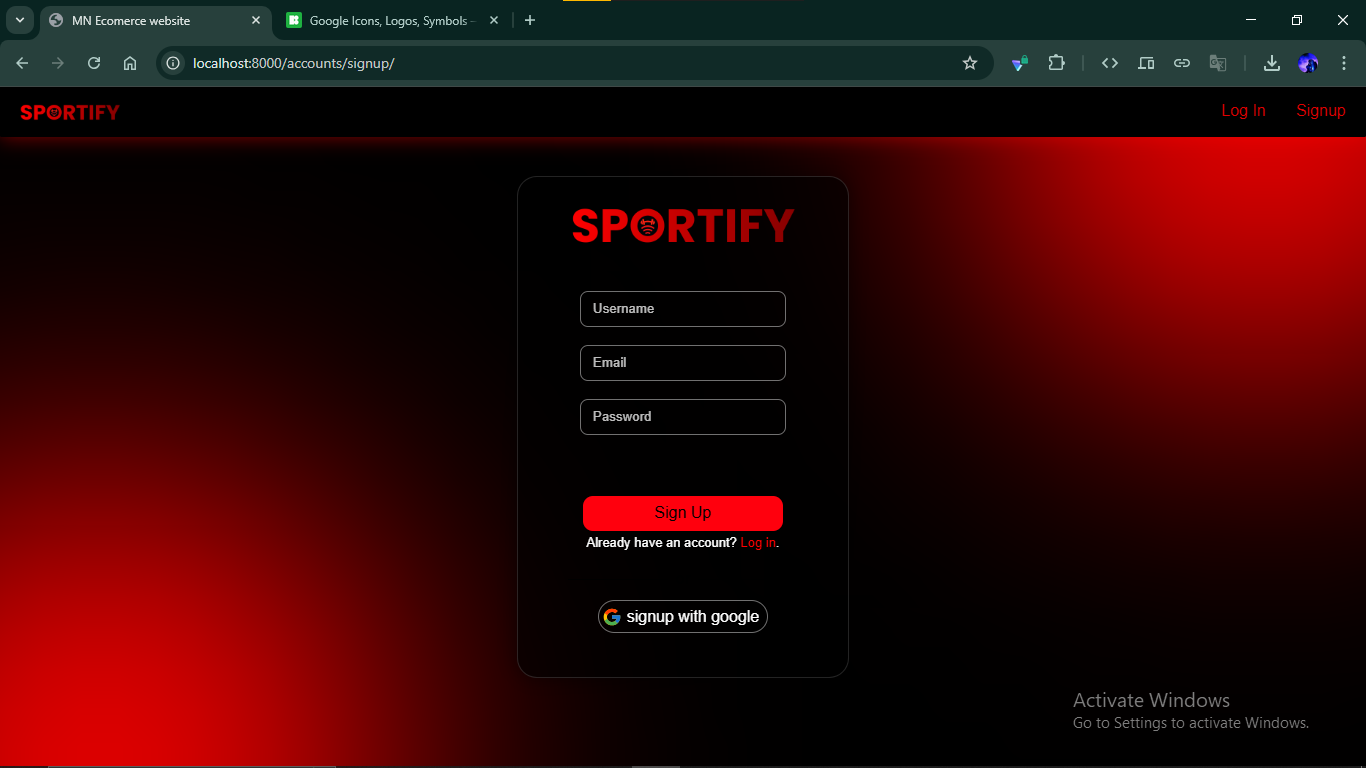 MN Ecomerce website
Google Icons, Logos, Symbols –
localhost:8000/accounts/signup/
SPORTIFY
Log In
Signup
SPORTIFY
Username
Email
Password
Sign Up
Already have an account? Log in.
signup with google
Activate Windows
Go to Settings to activate Windows.